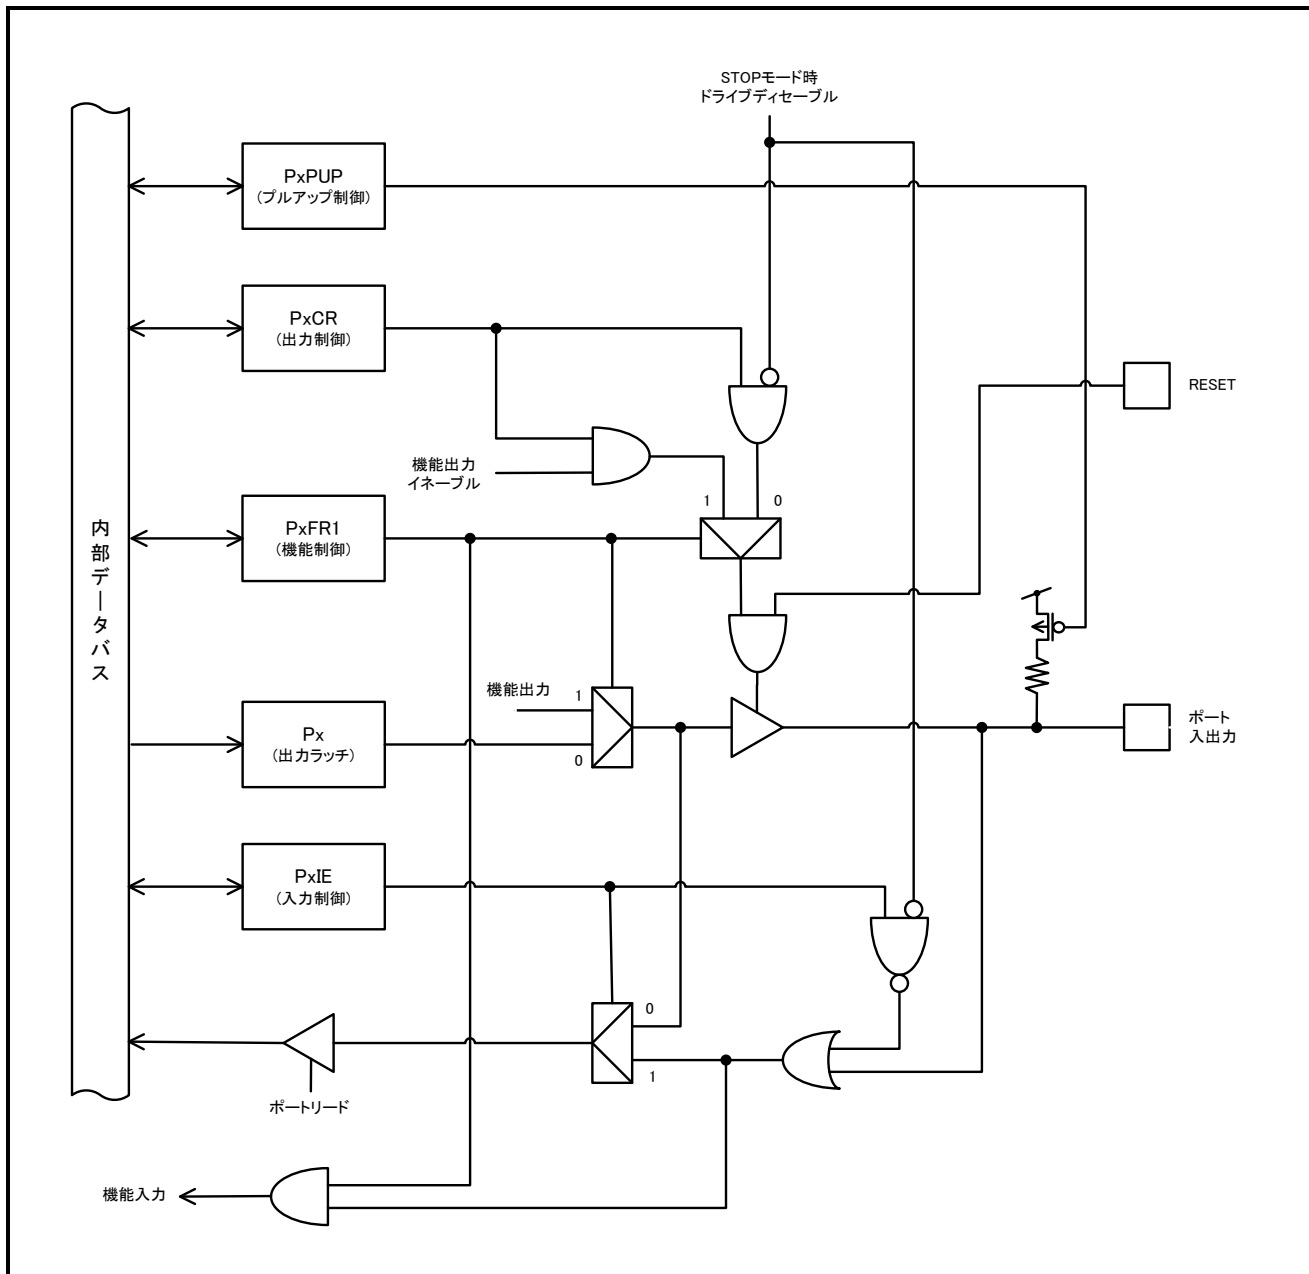 STOPモード時
ドライブディセーブル
PxPUP
(プルアップ制御)
PxCR
(出力制御)
RESET
機能出力
イネーブル
1
0
PxFR1
(機能制御)
内部データバス
機能出力
1
0
Px
(出力ラッチ)
ポート
入出力
PxIE
(入力制御)
0
1
ポートリード
機能入力